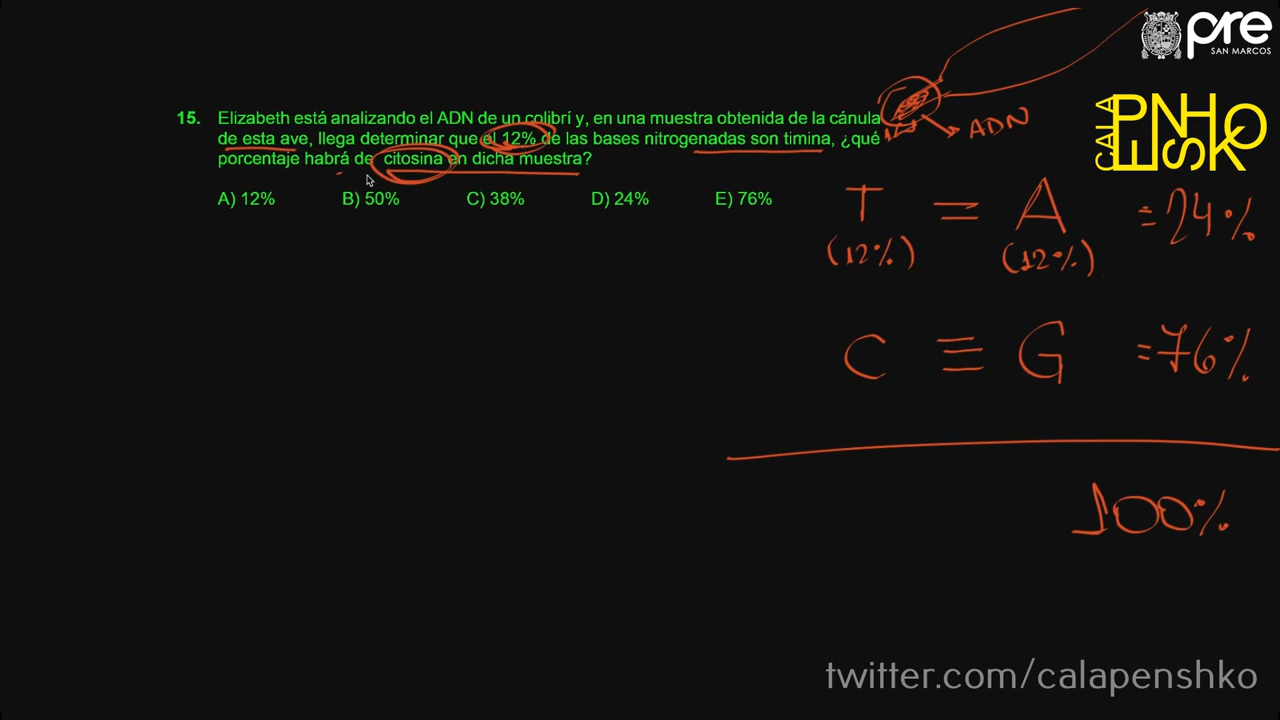 pre
SAN MARCOS
CALA
PENSHKO
15. Elizabeth está analizando el ADN de un colibrí y, en una muestra obtenida de la cánula
de esta ave, llega determinar que el 12% de las bases nitrogenadas son timina, ¿qué
porcentaje habrá de citosina en dicha muestra?
A) 12% B) 50% C) 38% D) 24% E) 76%
ADN
T = A = 24%
(12%) (12%)
C ≡ G = 76%
100%
twitter.com/calapenshko